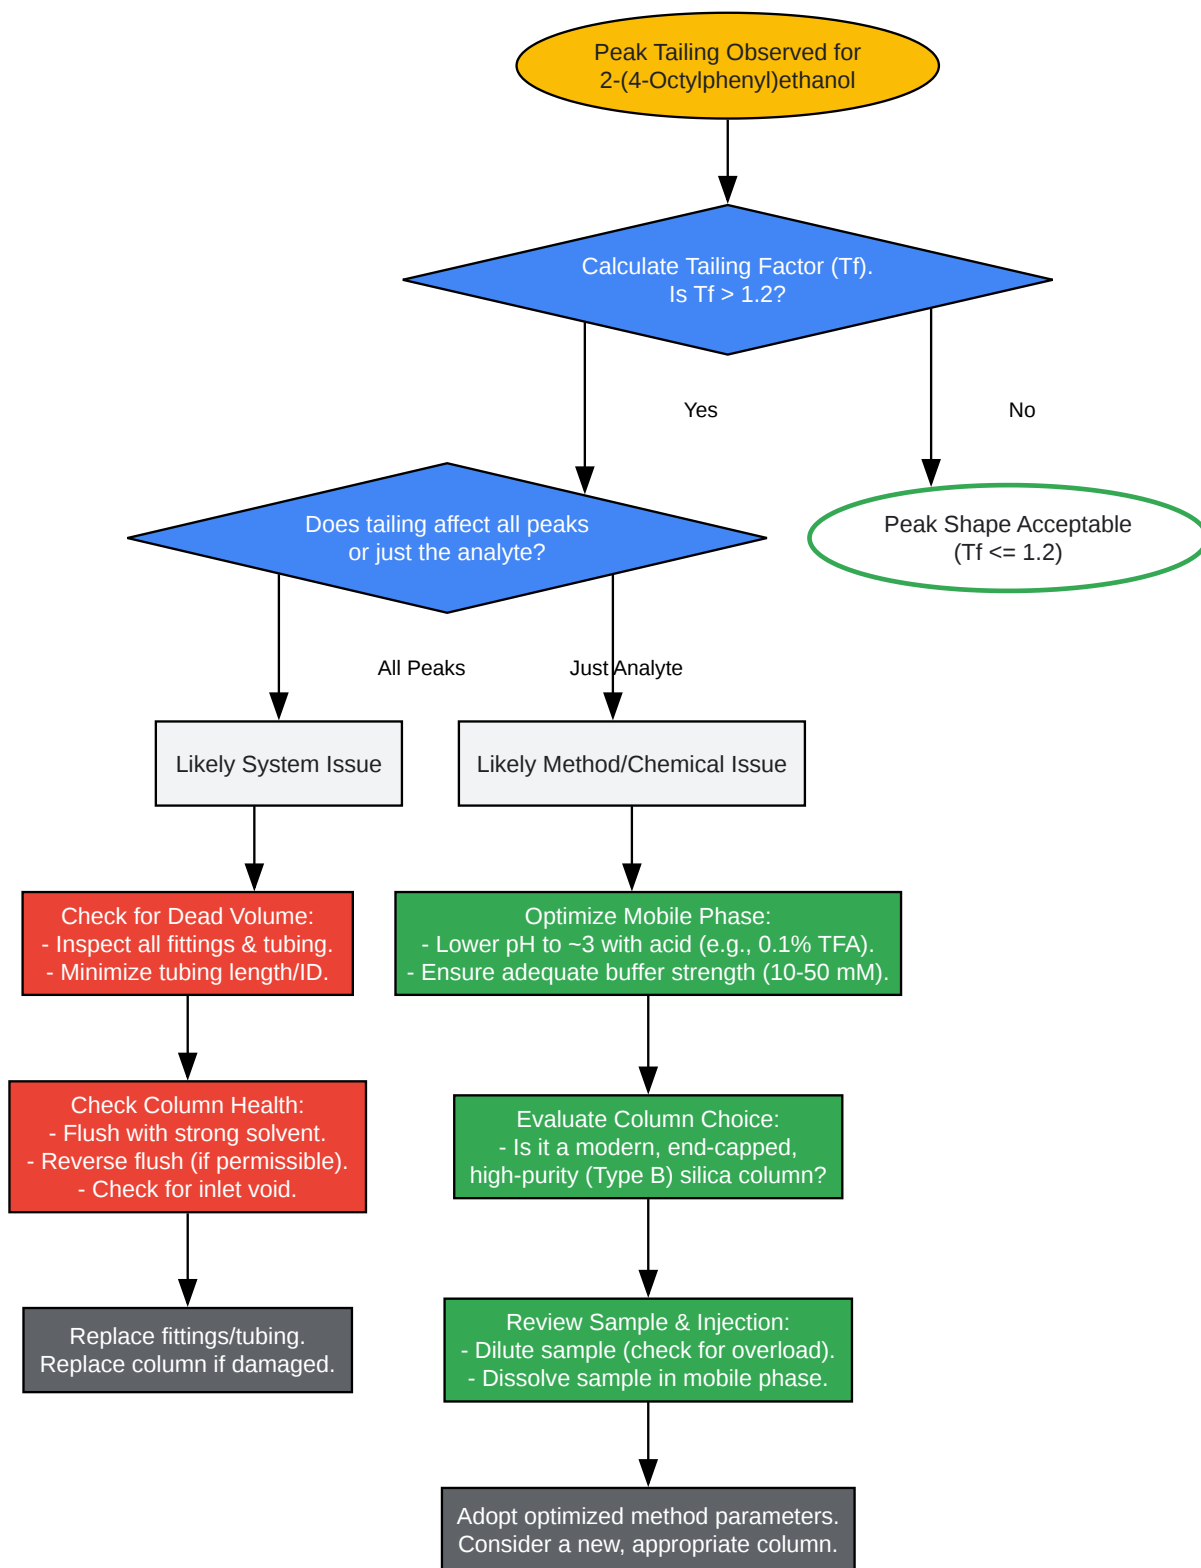 Peak Tailing Observed for
2-(4-Octylphenyl)ethanol
Calculate Tailing Factor (Tf).
Is Tf > 1.2?
Yes
No
Does tailing affect all peaks
or just the analyte?
Peak Shape Acceptable
(Tf <= 1.2)
All Peaks
Just Analyte
Likely System Issue
Likely Method/Chemical Issue
Check for Dead Volume:
- Inspect all fittings & tubing.
- Minimize tubing length/ID.
Optimize Mobile Phase:
- Lower pH to ~3 with acid (e.g., 0.1% TFA).
- Ensure adequate buffer strength (10-50 mM).
Check Column Health:
- Flush with strong solvent.
- Reverse flush (if permissible).
- Check for inlet void.
Evaluate Column Choice:
- Is it a modern, end-capped,
high-purity (Type B) silica column?
Replace fittings/tubing.
Replace column if damaged.
Review Sample & Injection:
- Dilute sample (check for overload).
- Dissolve sample in mobile phase.
Adopt optimized method parameters.
Consider a new, appropriate column.